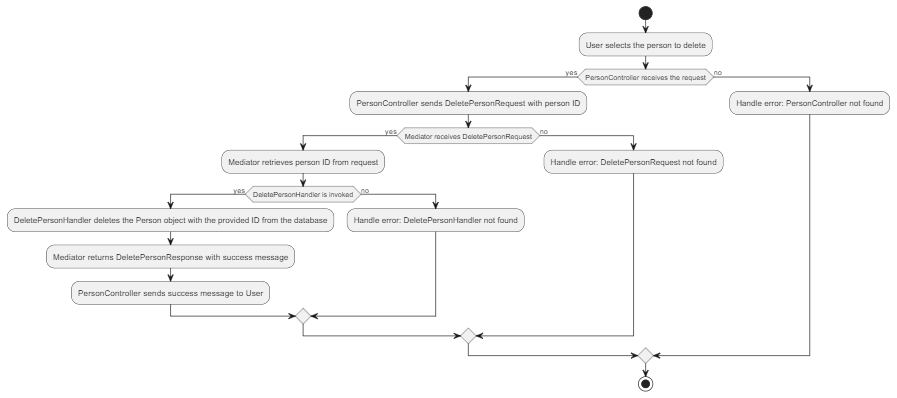 User selects the person to delete
yes
PersonController receives the request
no
PersonController sends DeletePersonRequest with person ID
Handle error: PersonController not found
yes
Mediator receives DeletePersonRequest
no
Mediator retrieves person ID from request
Handle error: DeletePersonRequest not found
yes
DeletePersonHandler is invoked
no
DeletePersonHandler deletes the Person object with the provided ID from the database
Handle error: DeletePersonHandler not found
Mediator returns DeletePersonResponse with success message
PersonController sends success message to User